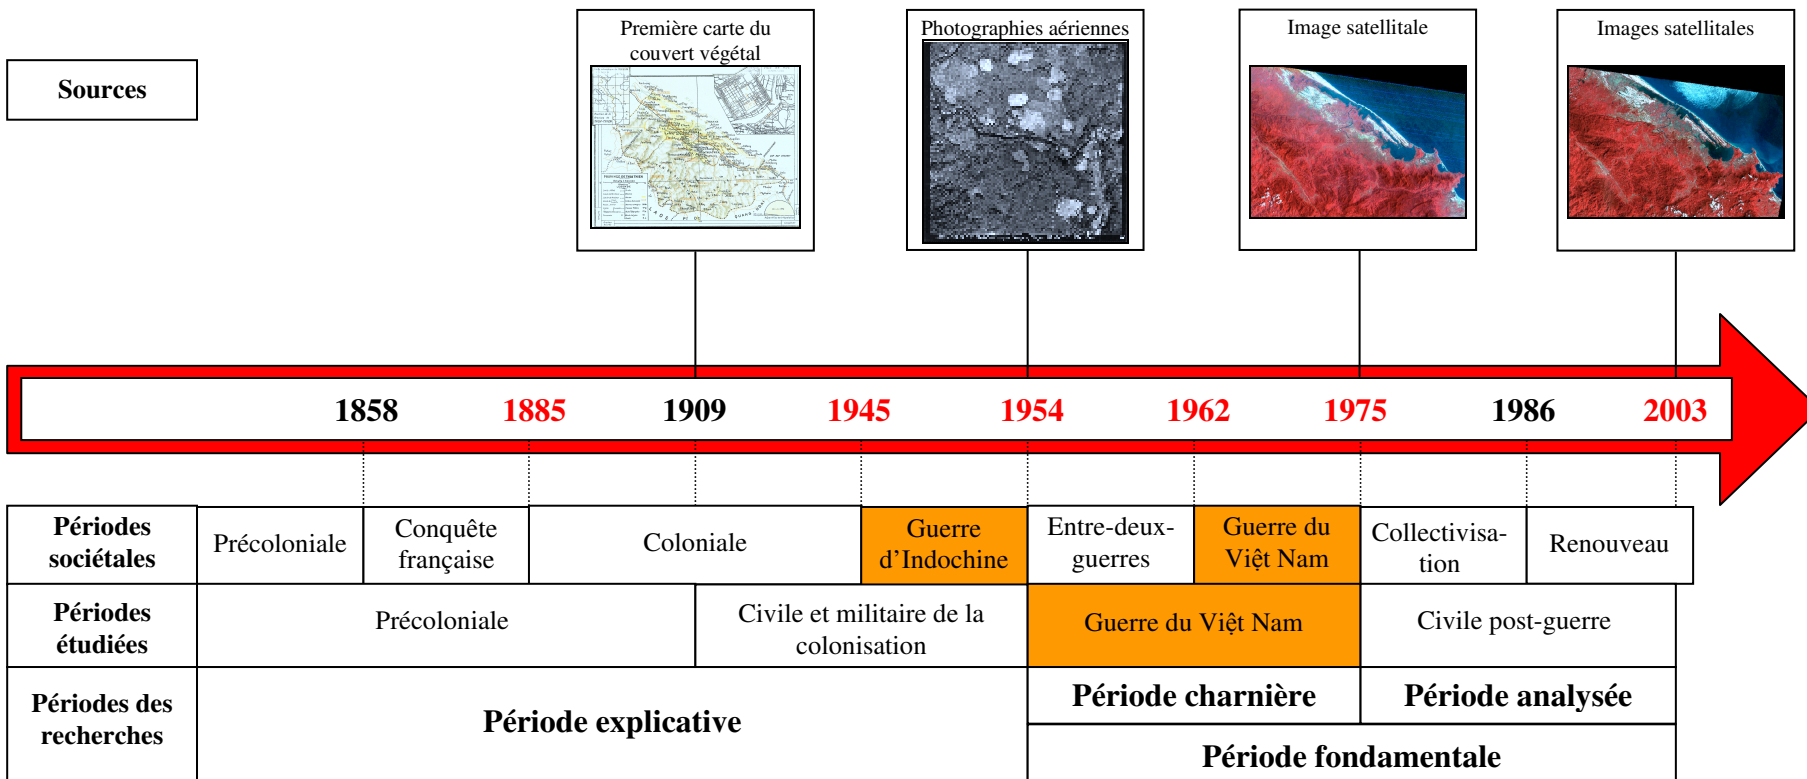 Première carte du
couvert végétal
Photographies aériennes
Image satellitale
Images satellitales
Sources
1858 1885 1909 1945 1954 1962 1975 1986 2003
Périodes
sociétales
Précoloniale
Conquête
française
Coloniale
Guerre
d’Indochine
Entre-deux-
guerres
Guerre du
Việt Nam
Collectivisa-
tion
Renouveau
Périodes
étudiées
Précoloniale
Civile et militaire de la
colonisation
Guerre du Việt Nam
Civile post-guerre
Périodes des
recherches
Période explicative
Période charnière
Période analysée
Période fondamentale